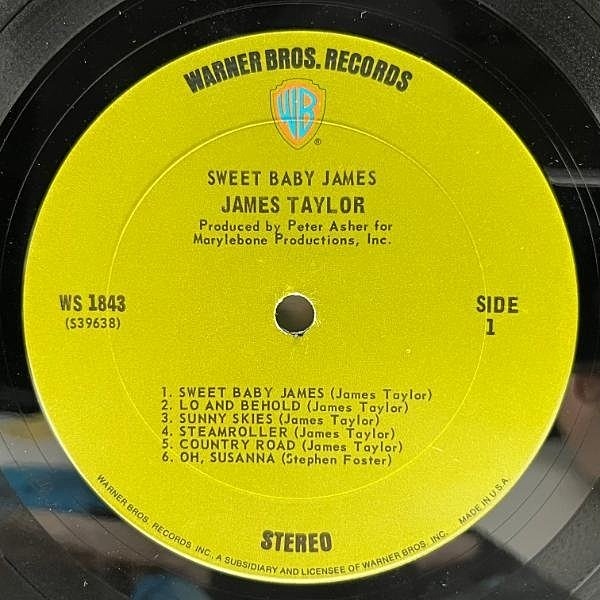 WARNER BROS. RECORDS
WB
®
SWEET BABY JAMES
JAMES TAYLOR
Produced by Peter Asher for
Marylebone Productions, Inc.
WS 1843
(S39638)
SIDE
1
1. SWEET BABY JAMES (James Taylor)
2. LO AND BEHOLD (James Taylor)
3. SUNNY SKIES (James Taylor)
4. STEAMROLLER (James Taylor)
5. COUNTRY ROAD (James Taylor)
6. OH, SUSANNA (Stephen Foster)
STEREO
WARNER BROS. RECORDS INC., A SUBSIDIARY AND LICENSEE OF WARNER BROS. INC. MADE IN U.S.A.